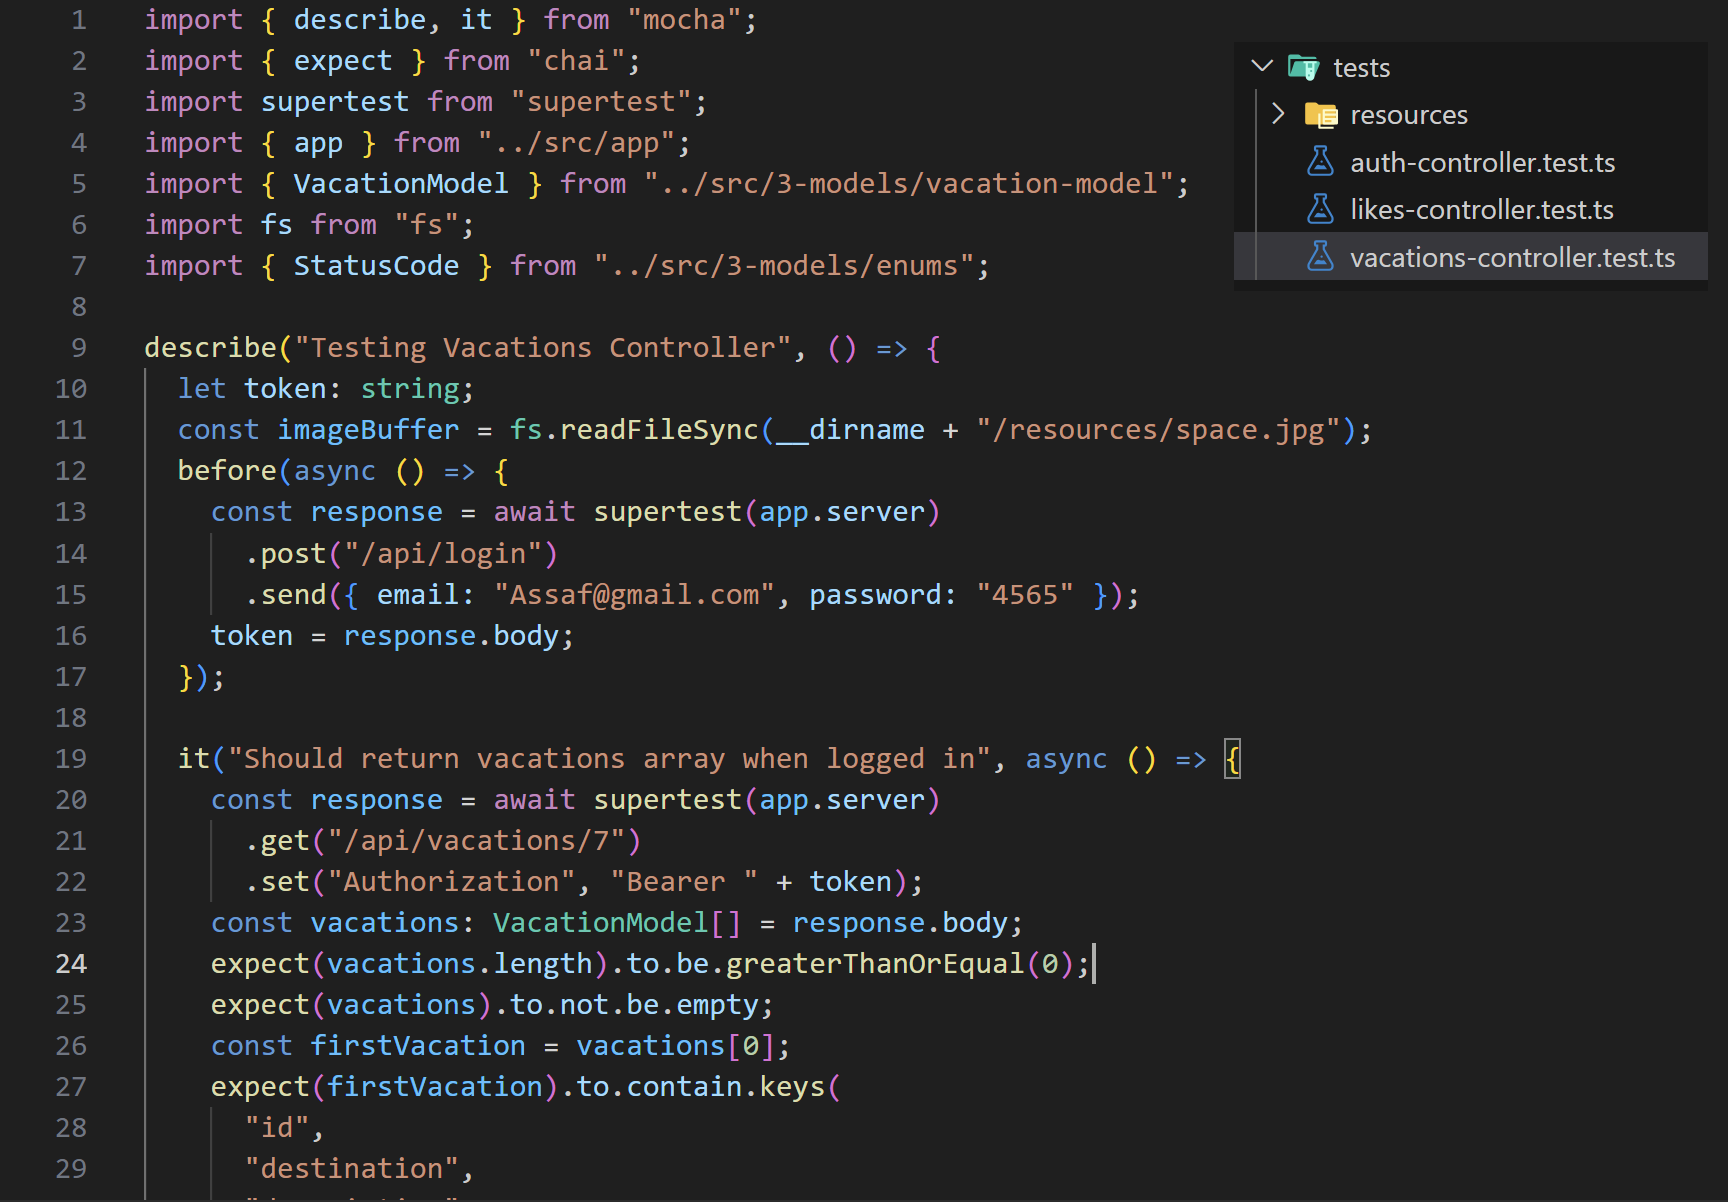 1 import { describe, it } from "mocha";
2 import { expect } from "chai";
3 import supertest from "supertest";
4 import { app } from "../src/app";
5 import { VacationModel } from "../src/3-models/vacation-model";
6 import fs from "fs";
7 import { StatusCode } from "../src/3-models/enums";
8
9 describe("Testing Vacations Controller", () => {
10 let token: string;
11 const imageBuffer = fs.readFileSync(__dirname + "/resources/space.jpg");
12 before(async () => {
13 const response = await supertest(app.server)
14 .post("/api/login")
15 .send({ email: "Assaf@gmail.com", password: "4565" });
16 token = response.body;
17 });
18
19 it("Should return vacations array when logged in", async () => {
20 const response = await supertest(app.server)
21 .get("/api/vacations/7")
22 .set("Authorization", "Bearer " + token);
23 const vacations: VacationModel[] = response.body;
24 expect(vacations.length).to.be.greaterThanOrEqual(0);
25 expect(vacations).to.not.be.empty;
26 const firstVacation = vacations[0];
27 expect(firstVacation).to.contain.keys(
28 "id",
29 "destination",
tests
resources
auth-controller.test.ts
likes-controller.test.ts
vacations-controller.test.ts